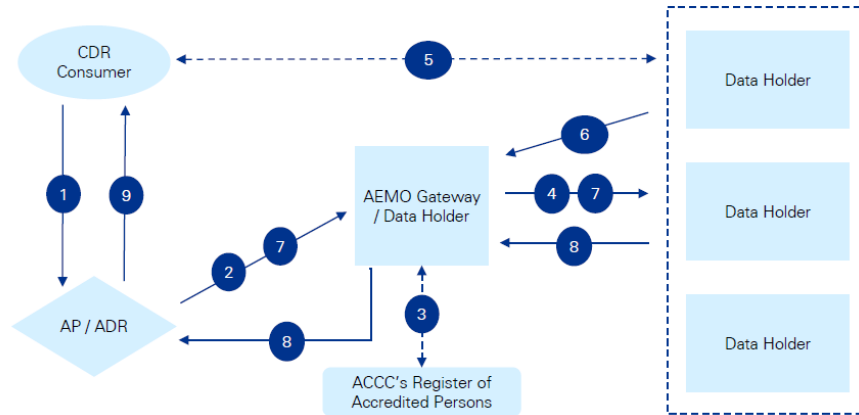 CDR
Consumer
5
Data Holder
6
1
9
AEMO Gateway
/ Data Holder
4
7
Data Holder
2
7
8
AP / ADR
8
3
Data Holder
ACCC's Register of
Accredited Persons